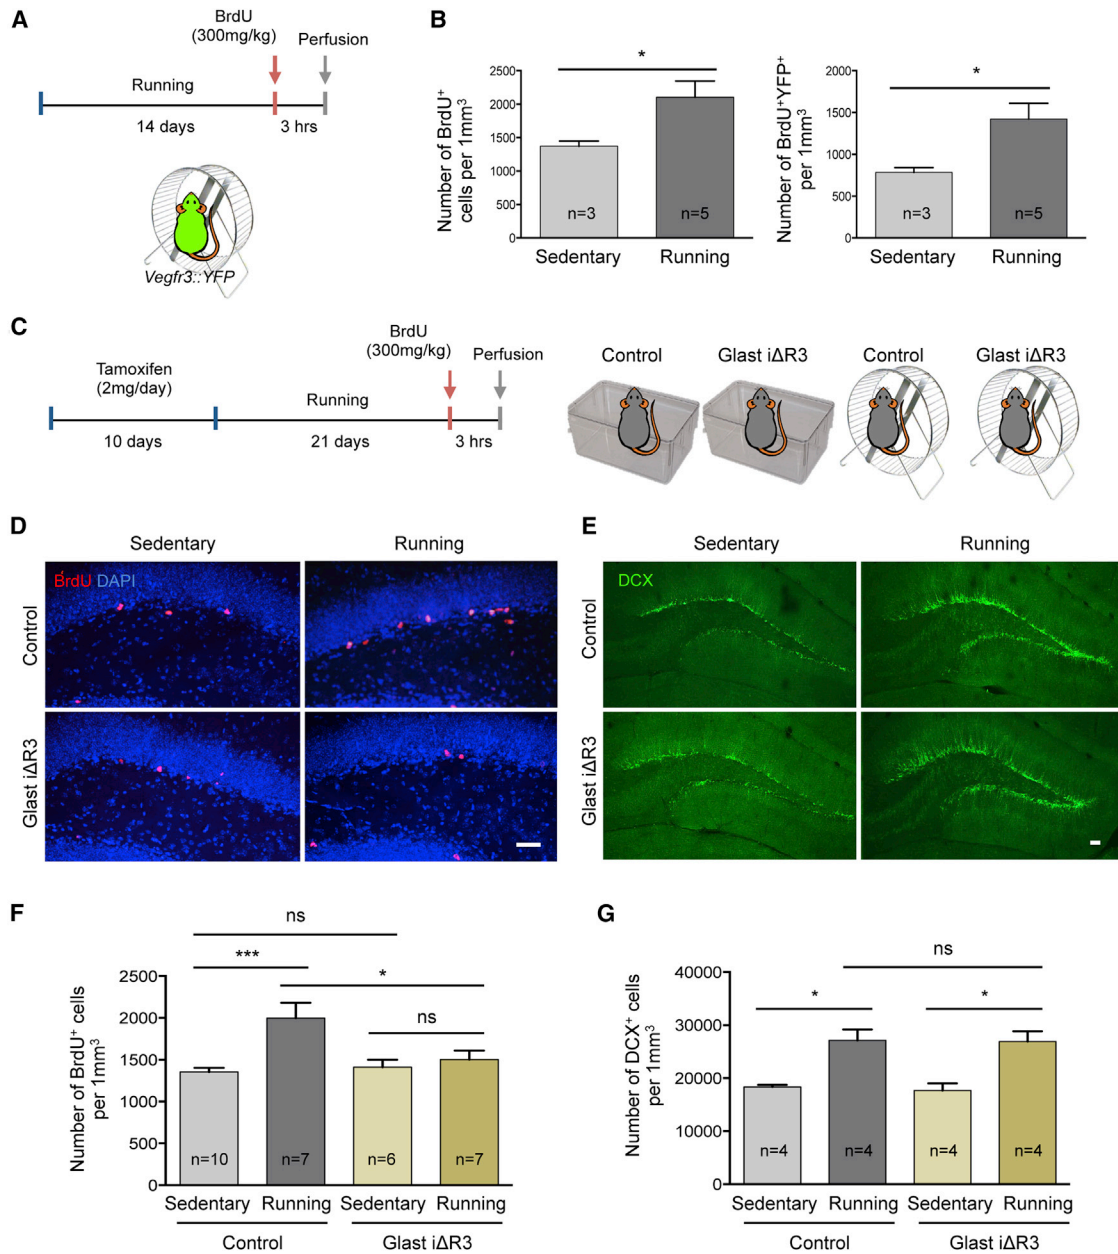 A
BrdU
(300mg/kg)
Perfusion
Running
14 days
3 hrs
Vegfr3::YFP
B
Number of BrdU⁺
cells per 1mm³
2500
2000
1500
1000
500
0
*
n=3
n=5
Sedentary
Running
Number of BrdU⁺YFP⁺
per 1mm³
2000
1500
1000
500
0
*
n=3
n=5
Sedentary
Running
C
Tamoxifen
(2mg/day)
Running
BrdU
(300mg/kg)
Perfusion
10 days
21 days
3 hrs
Control
Glast iΔR3
Control
Glast iΔR3
D
Sedentary
Running
BrdU DAPI
Control
Glast iΔR3
E
Sedentary
Running
DCX
Control
Glast iΔR3
F
Number of BrdU⁺ cells
per 1mm³
2500
2000
1500
1000
500
0
ns
***
*
ns
n=10
n=7
n=6
n=7
Sedentary
Running
Sedentary
Running
Control
Glast iΔR3
G
Number of DCX⁺ cells
per 1mm³
40000
30000
20000
10000
0
ns
*
*
n=4
n=4
n=4
n=4
Sedentary
Running
Sedentary
Running
Control
Glast iΔR3